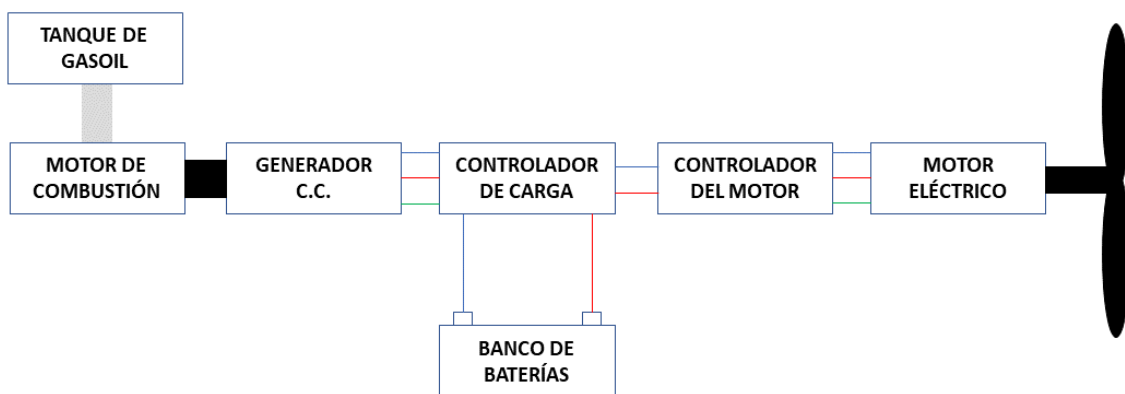 TANQUE DE
GASOIL
MOTOR DE
COMBUSTIÓN
GENERADOR
C.C.
CONTROLADOR
DE CARGA
CONTROLADOR
DEL MOTOR
MOTOR
ELÉCTRICO
BANCO DE
BATERÍAS